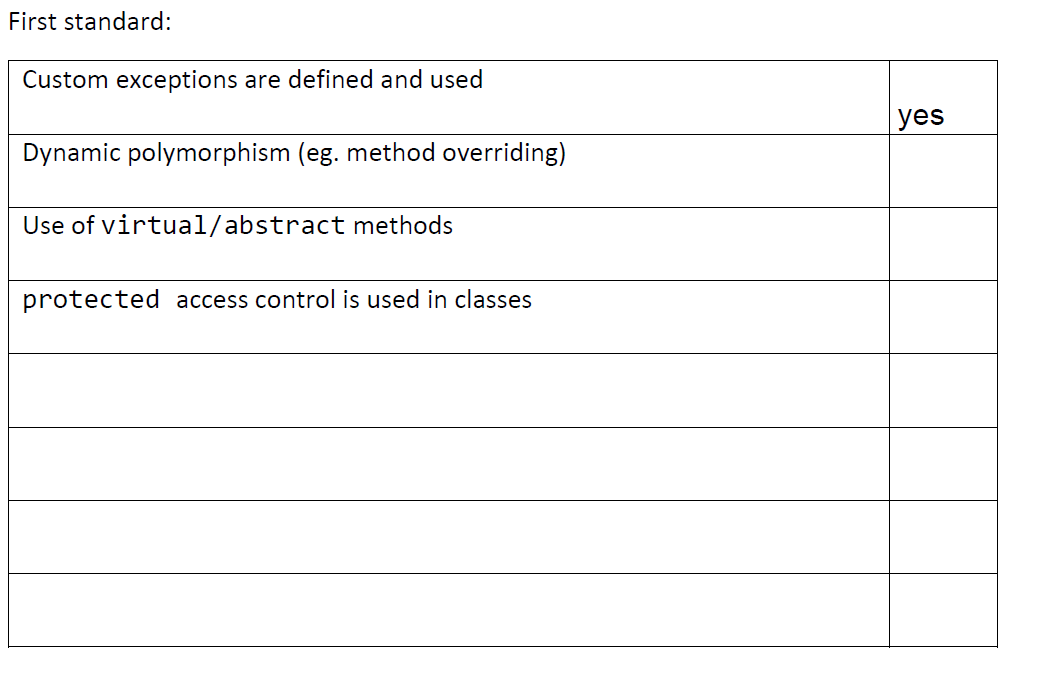 First standard:
Custom exceptions are defined and used
yes
Dynamic polymorphism (eg. method overriding)
Use of virtual/abstract methods
protected access control is used in classes